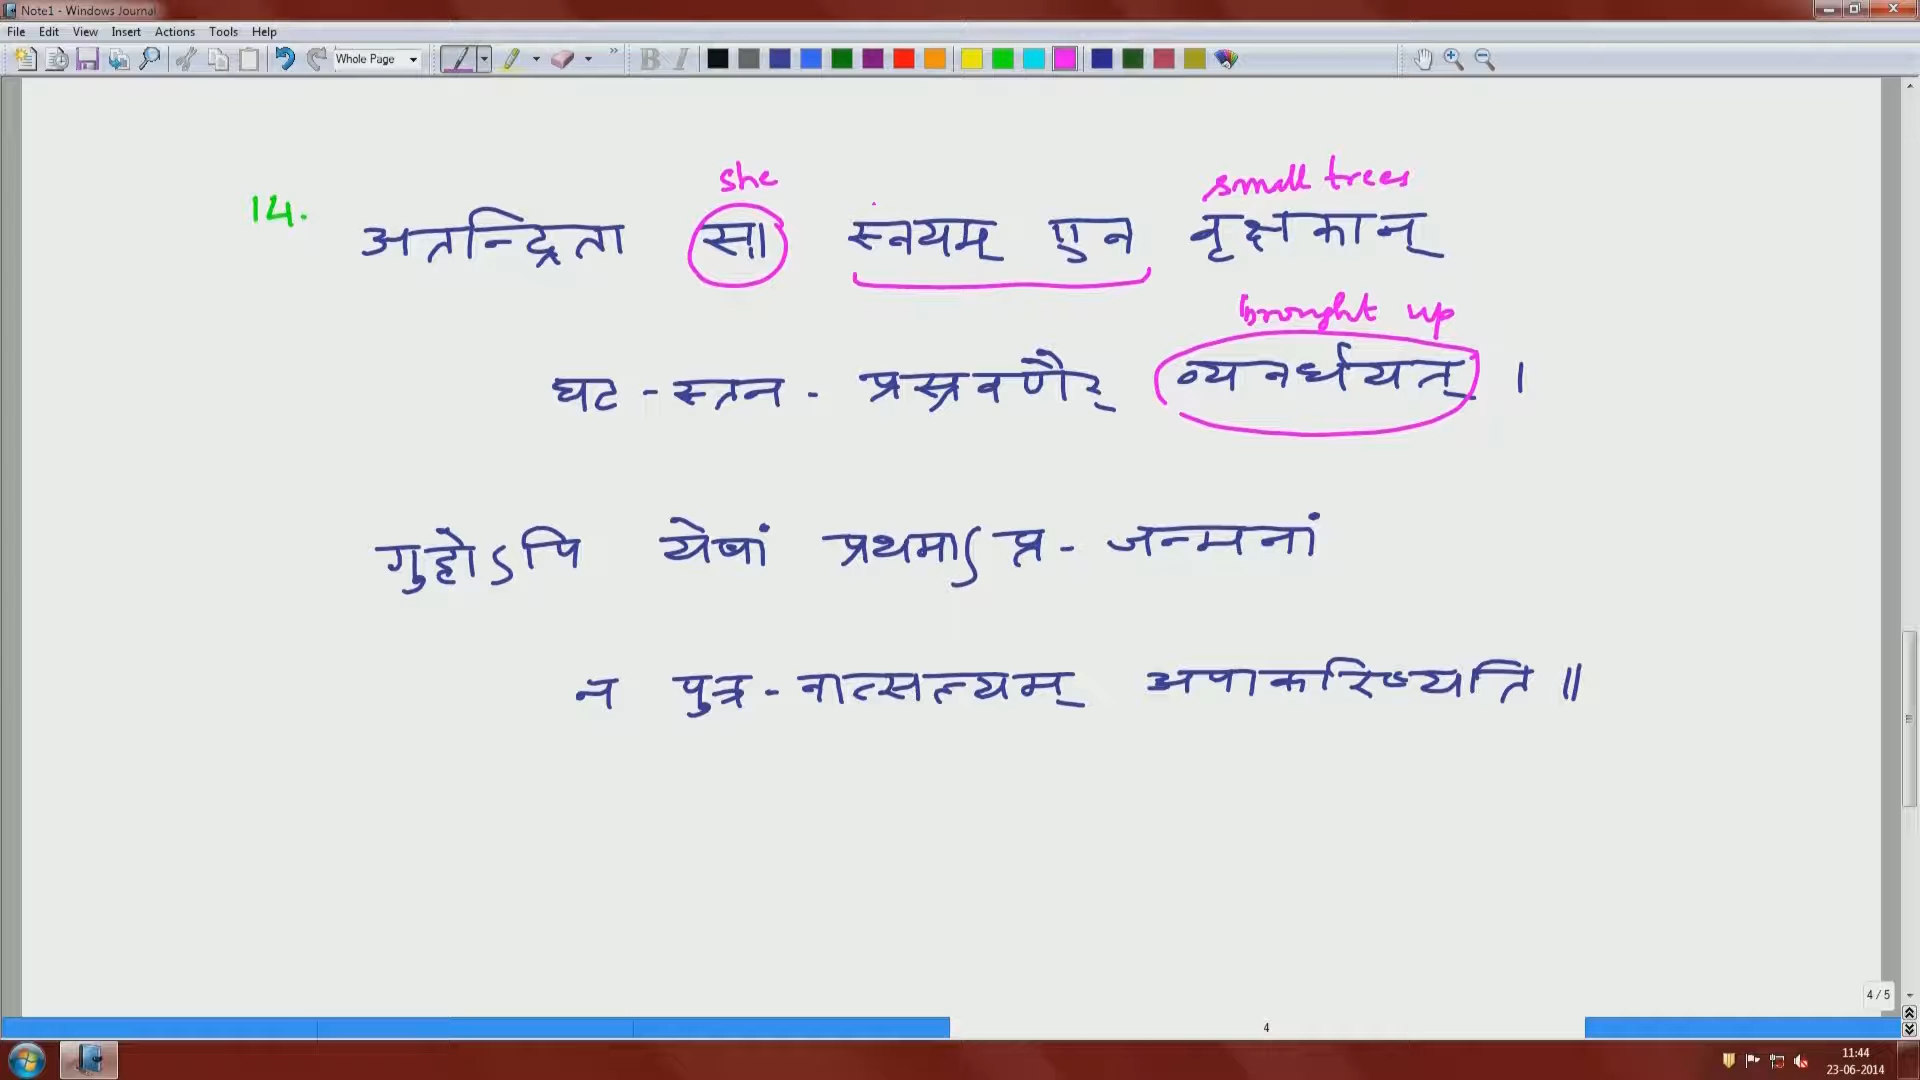 Note1 - Windows Journal
File Edit View Insert Actions Tools Help
Whole Page
she small trees
14. अतन्द्रिता सा स्वयम् एव वृक्षकान्
brought up
घट - स्तन - प्रस्रवणैर् व्यवर्धयत् ।
गुहोऽपि येषां प्रथमाऽप्त - जन्मनां
न पुत्र - वात्सल्यम् अपाकरिष्यति ॥
4 / 5
4
11:44
23-06-2014